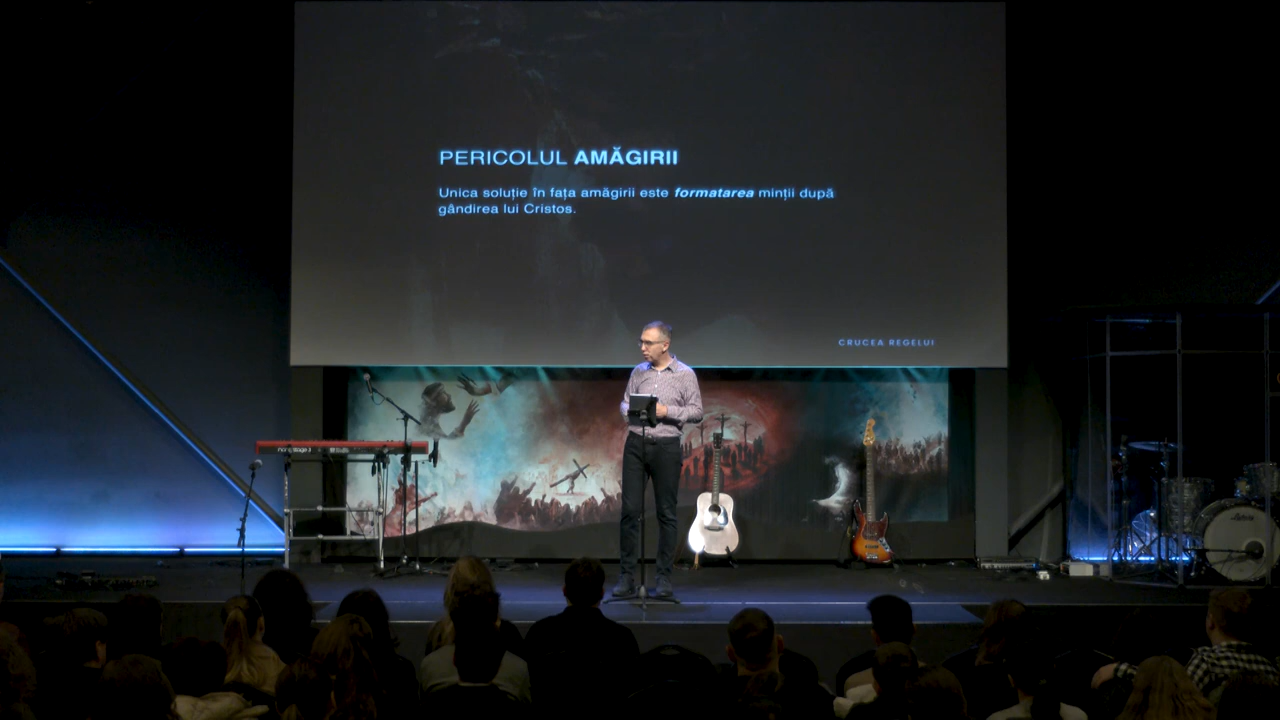 PERICOLUL AMĂGIRII
Unica soluție în fața amăgirii este formatarea minții după
gândirea lui Cristos.
CRUCEA REGELUI